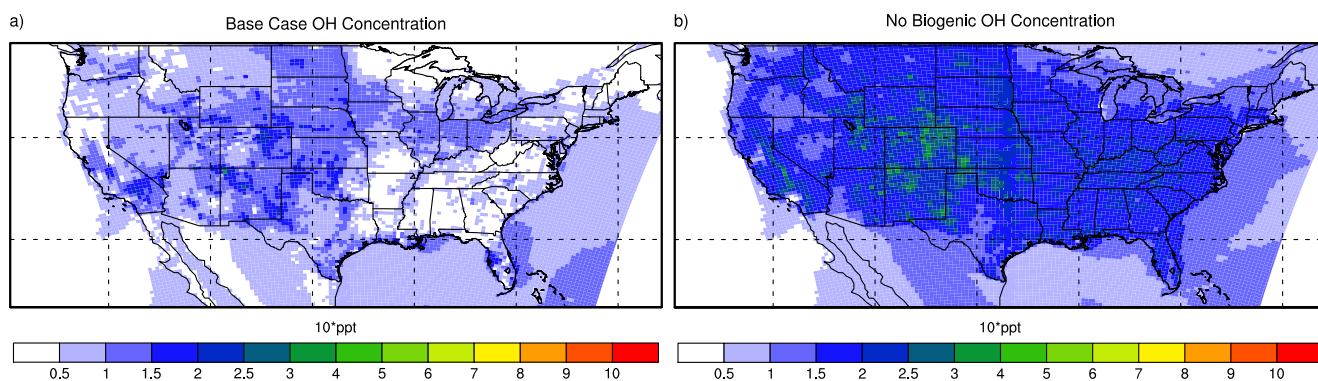 a) Base Case OH Concentration
b) No Biogenic OH Concentration
10*ppt
0.5 1 1.5 2 2.5 3 4 5 6 7 8 9 10
10*ppt
0.5 1 1.5 2 2.5 3 4 5 6 7 8 9 10